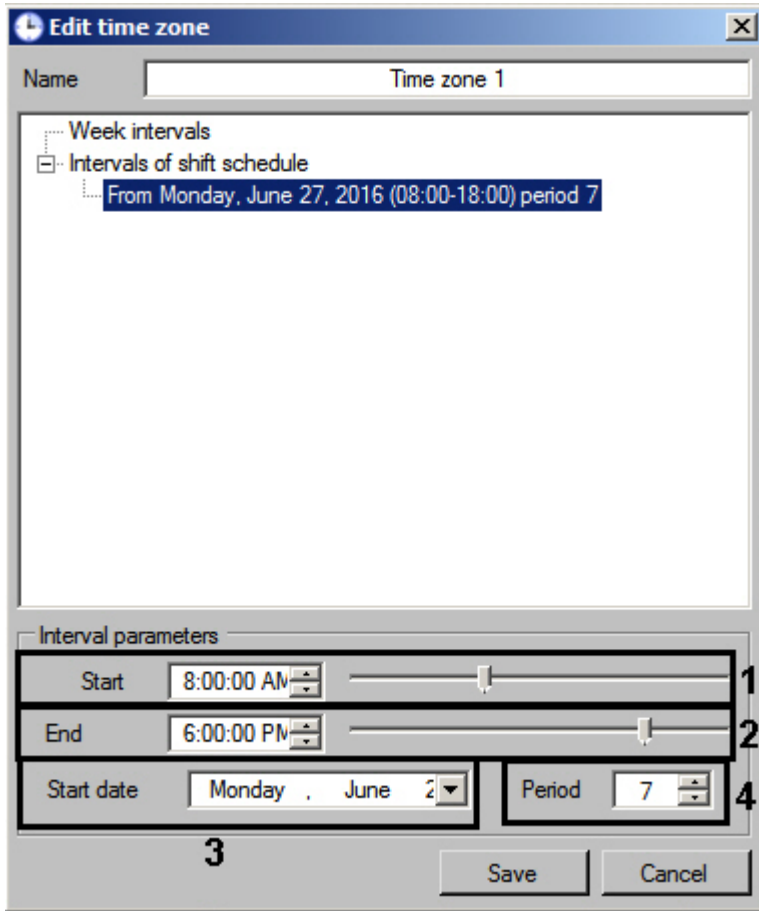 Edit time zone
Name Time zone 1
Week intervals
Intervals of shift schedule
From Monday, June 27, 2016 (08:00-18:00) period 7
Interval parameters
Start 8:00:00 AM 1
End 6:00:00 PM 2
Start date Monday , June 2 Period 7 4
3
Save Cancel